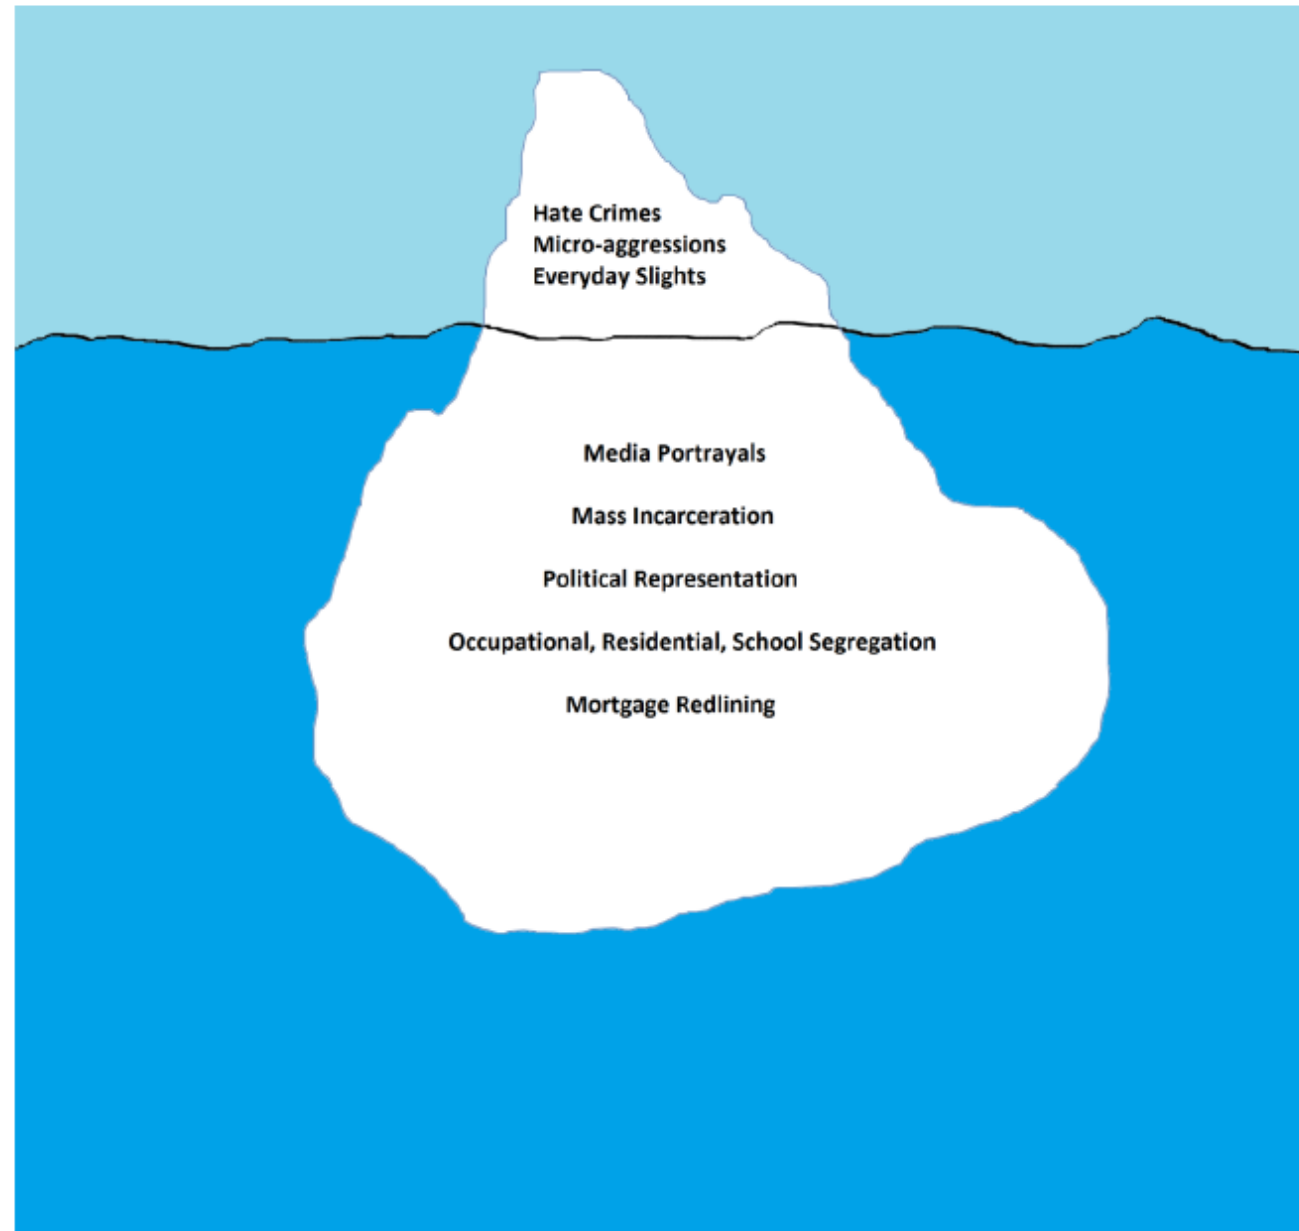 Hate Crimes
Micro-aggressions
Everyday Slights
Media Portrayals
Mass Incarceration
Political Representation
Occupational, Residential, School Segregation
Mortgage Redlining